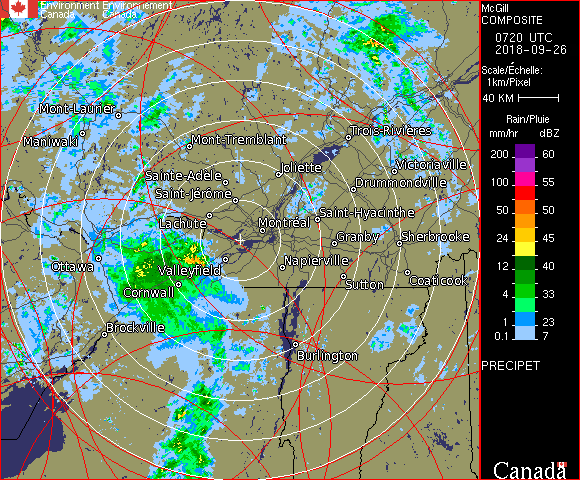 Environment Environnement
Canada Canada
McGill
COMPOSITE
0720 UTC
2018-09-26
Scale/Échelle:
1km/Pixel
40 KM
Rain/Pluie
mm/hr dBZ
200 60
100 55
50 50
24 45
12 40
4 33
1 23
0.1 7
PRECIPET
Canada
Mont-Laurier
Maniwaki
Mont-Tremblant
Trois-Rivières
Sainte-Adèle
Joliette
Victoriaville
Saint-Jérôme
Drummondville
Lachute
Montréal
Saint-Hyacinthe
Granby
Sherbrooke
Ottawa
Valleyfield
Napierville
Cornwall
Sutton
Coaticook
Brockville
Burlington